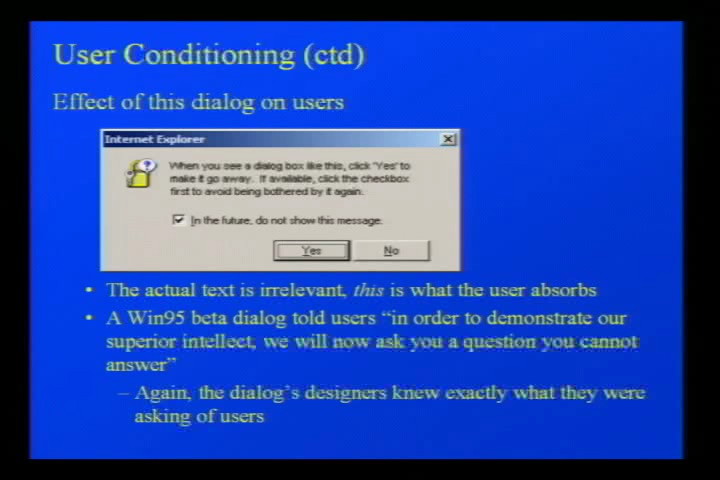 User Conditioning (ctd)
Effect of this dialog on users
Internet Explorer
When you see a dialog box like this, click 'Yes' to
make it go away. If available, click the checkbox
first to avoid being bothered by it again.
In the future, do not show this message.
Yes No
• The actual text is irrelevant, this is what the user absorbs
• A Win95 beta dialog told users “in order to demonstrate our
superior intellect, we will now ask you a question you cannot
answer”
– Again, the dialog’s designers knew exactly what they were
asking of users